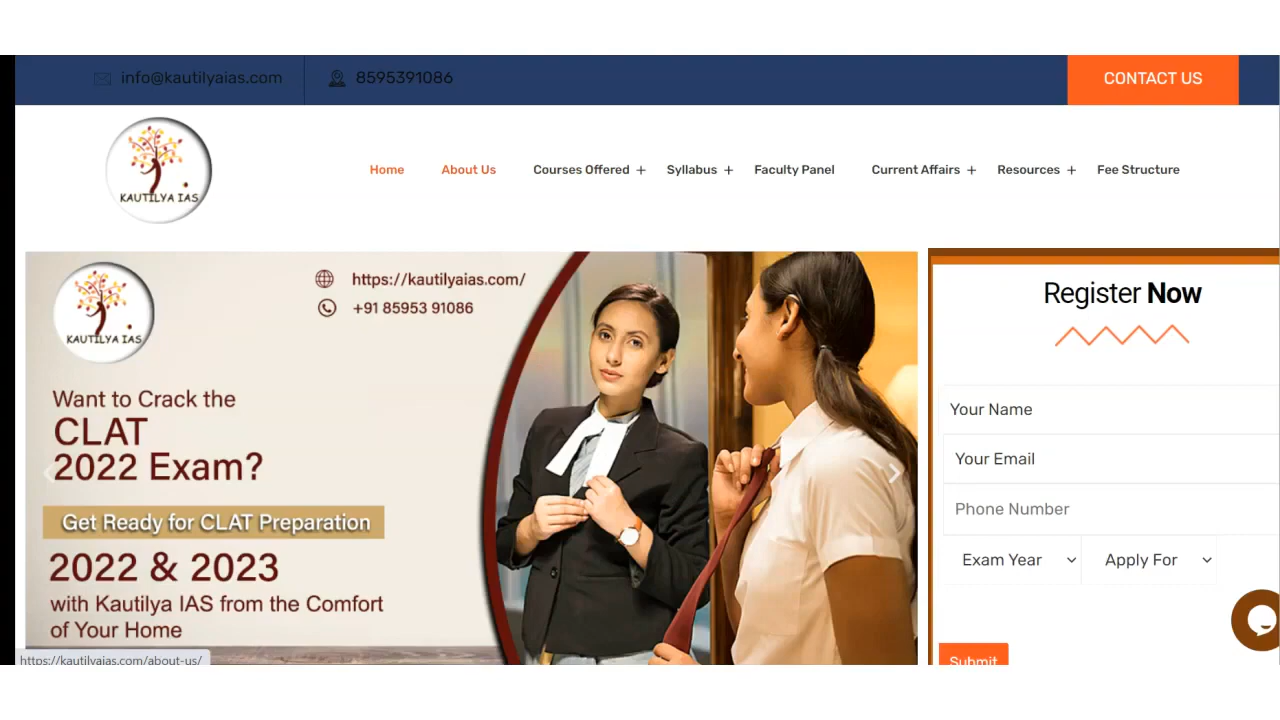 info@kautilyaias.com 8595391086 CONTACT US
KAUTILYA IAS
Home About Us Courses Offered + Syllabus + Faculty Panel Current Affairs + Resources + Fee Structure
KAUTILYA IAS
https://kautilyaias.com/
+91 85953 91086
Want to Crack the
CLAT
2022 Exam?
Get Ready for CLAT Preparation
2022 & 2023
with Kautilya IAS from the Comfort
of Your Home
Register Now
Your Name
Your Email
Phone Number
Exam Year Apply For
Submit
https://kautilyaias.com/about-us/